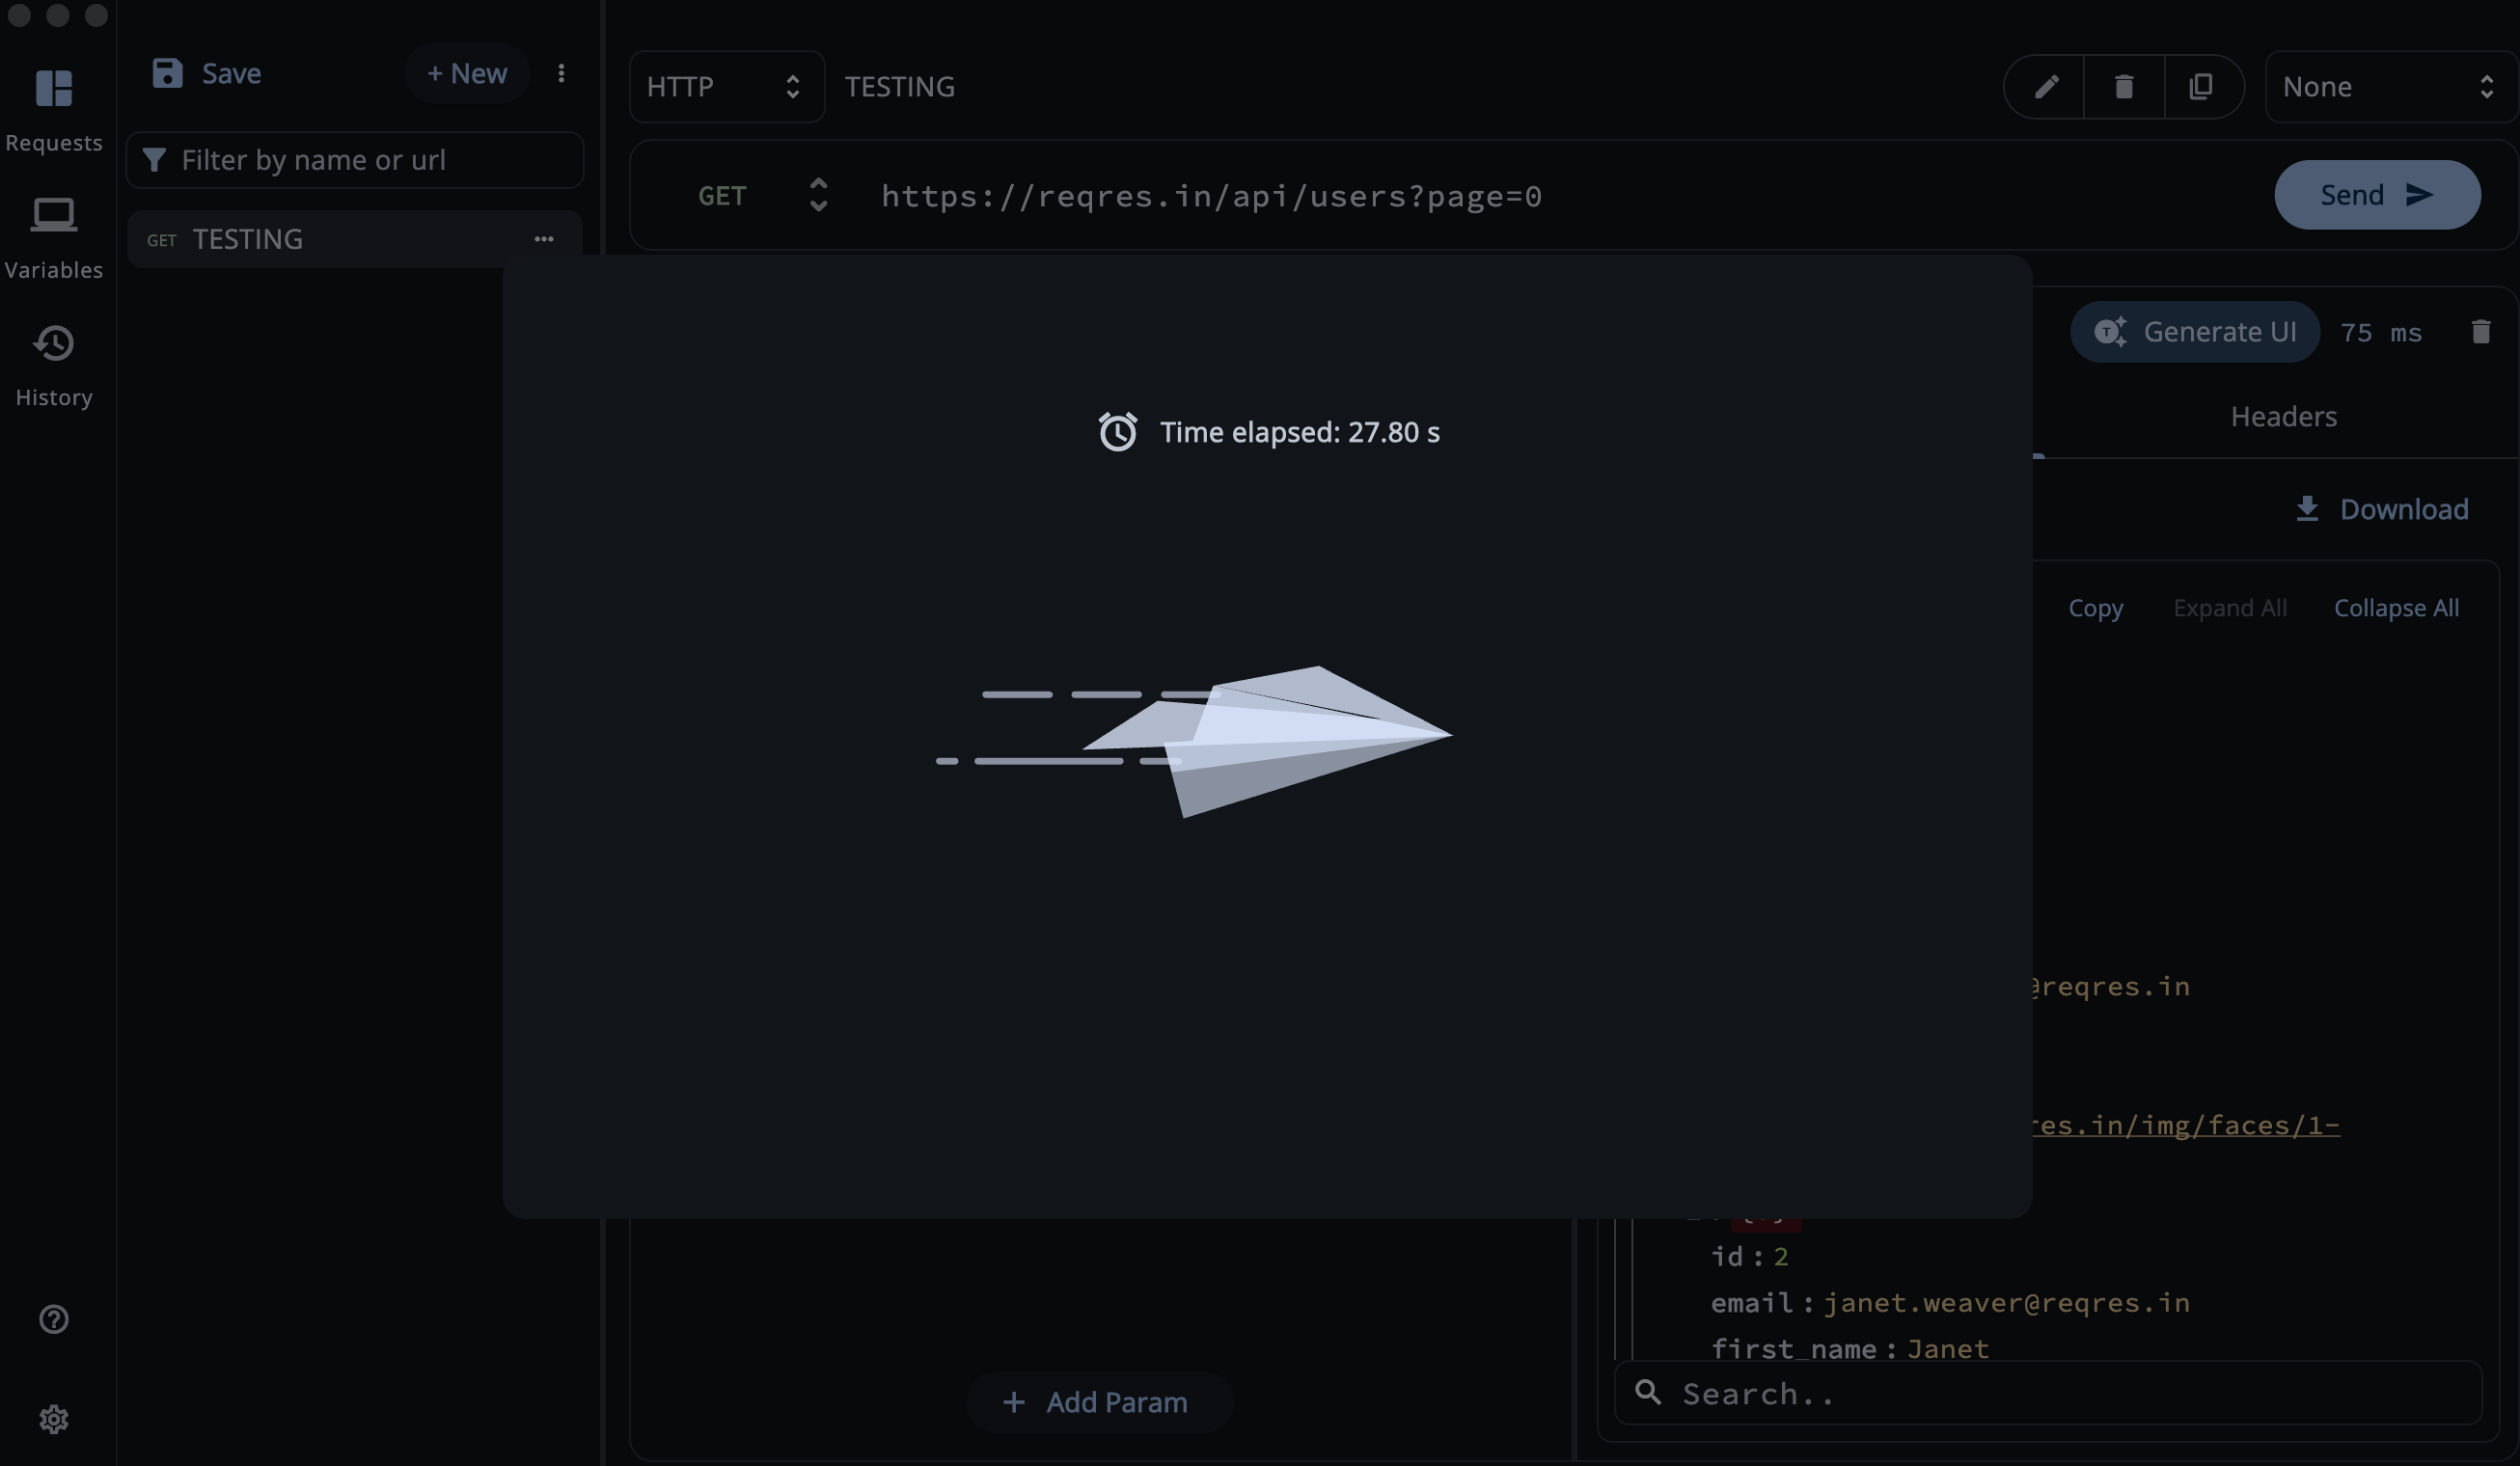 Requests
Variables
History
Save
+ New
Filter by name or url
GET TESTING
HTTP
TESTING
None
GET
https://reqres.in/api/users?page=0
Send
Generate UI
75 ms
Headers
Download
Copy
Expand All
Collapse All
Time elapsed: 27.80 s
@reqres.in
res.in/img/faces/1-
id : 2
email : janet.weaver@reqres.in
first_name : Janet
Search..
+ Add Param